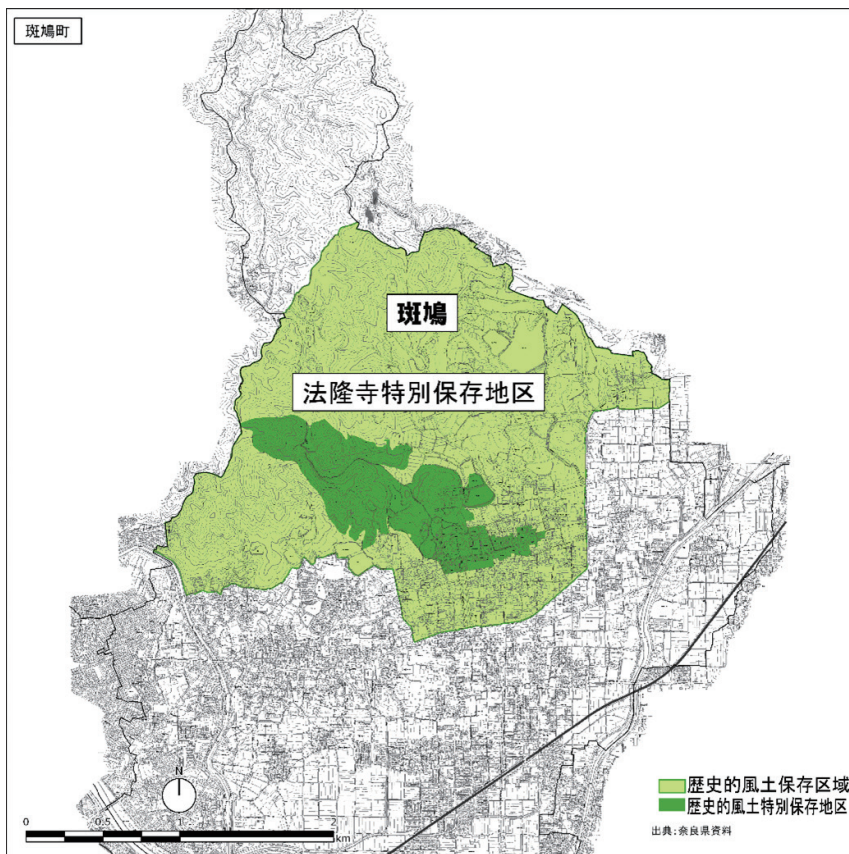 斑鳩町
斑鳩
法隆寺特別保存地区
N
0 0.5 1 2
km
歴史的風土保存区域
歴史的風土特別保存地区
出典:奈良県資料